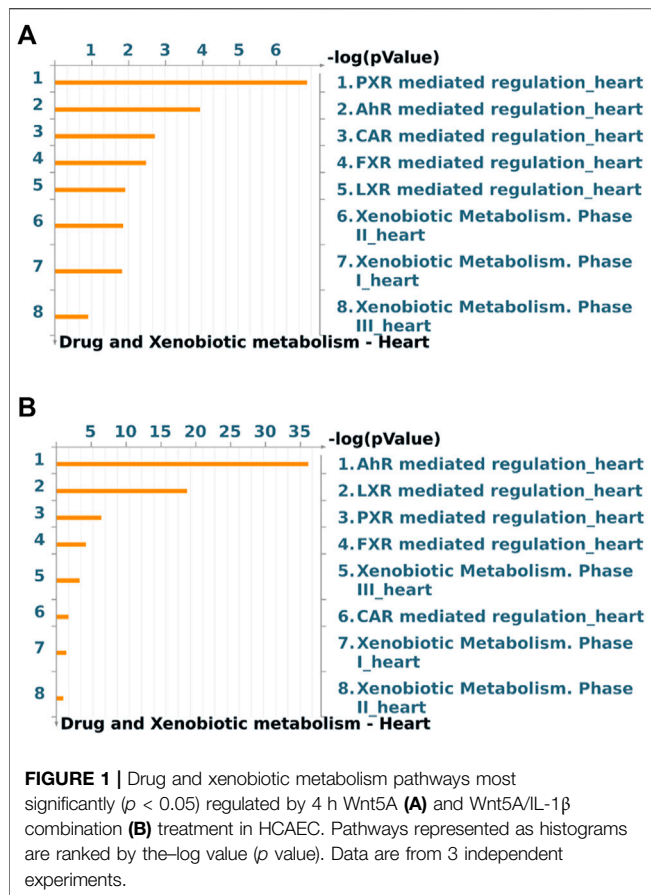 A
1 2 3 4 5 6
-log(pValue)
1
2
3
4
5
6
7
8
1. PXR mediated regulation_heart
2. AhR mediated regulation_heart
3. CAR mediated regulation_heart
4. FXR mediated regulation_heart
5. LXR mediated regulation_heart
6. Xenobiotic Metabolism. Phase
II_heart
7. Xenobiotic Metabolism. Phase
I_heart
8. Xenobiotic Metabolism. Phase
III_heart
Drug and Xenobiotic metabolism - Heart
B
5 10 15 20 25 30 35
-log(pValue)
1
2
3
4
5
6
7
8
1. AhR mediated regulation_heart
2. LXR mediated regulation_heart
3. PXR mediated regulation_heart
4. FXR mediated regulation_heart
5. Xenobiotic Metabolism. Phase
III_heart
6. CAR mediated regulation_heart
7. Xenobiotic Metabolism. Phase
I_heart
8. Xenobiotic Metabolism. Phase
II_heart
Drug and Xenobiotic metabolism - Heart
FIGURE 1 | Drug and xenobiotic metabolism pathways most
significantly (p < 0.05) regulated by 4 h Wnt5A (A) and Wnt5A/IL-1β
combination (B) treatment in HCAEC. Pathways represented as histograms
are ranked by the–log value (p value). Data are from 3 independent
experiments.